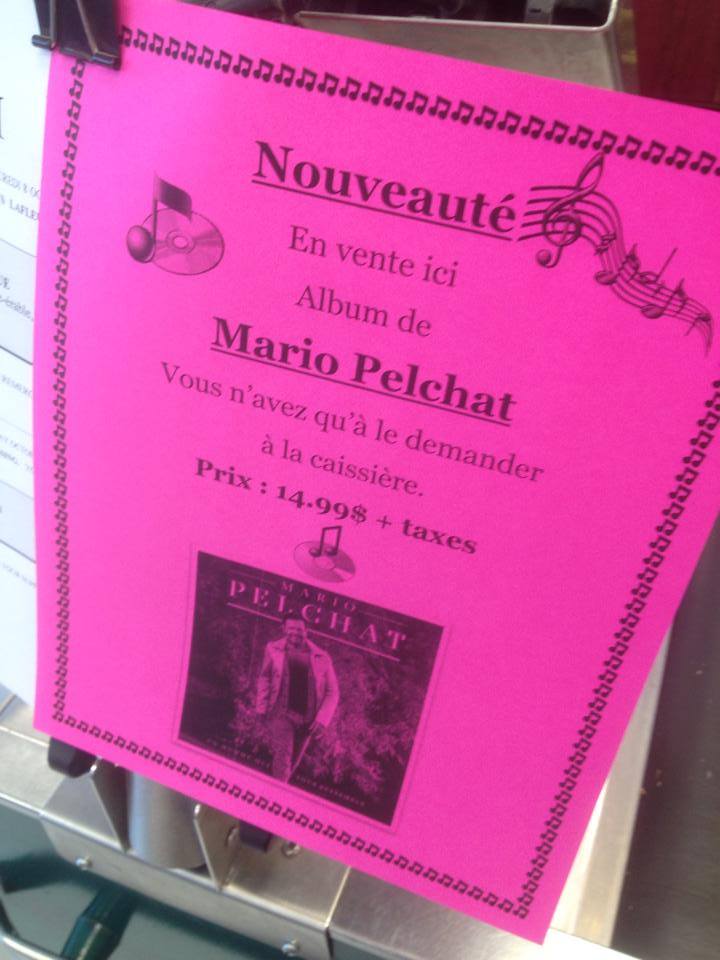 Nouveauté
En vente ici
Album de
Mario Pelchat
Vous n'avez qu'à le demander
à la caissière.
Prix : 14.99$ + taxes
MARIO
PELCHAT